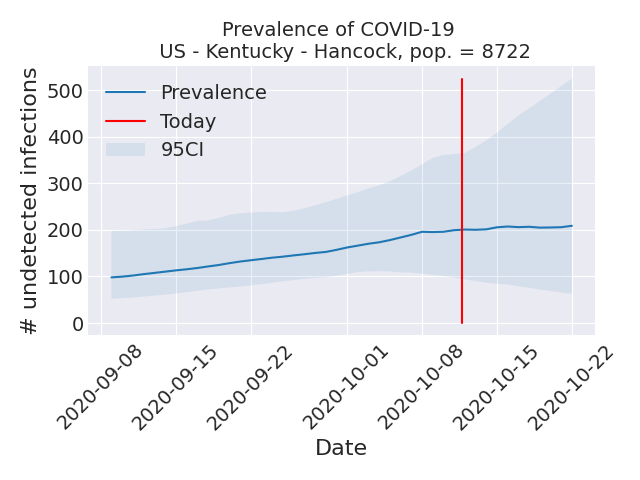 Prevalence of COVID-19
US - Kentucky - Hancock, pop. = 8722
# undetected infections
500
400
300
200
100
0
Prevalence
Today
95CI
2020-09-08
2020-09-15
2020-09-22
2020-10-01
2020-10-08
2020-10-15
2020-10-22
Date